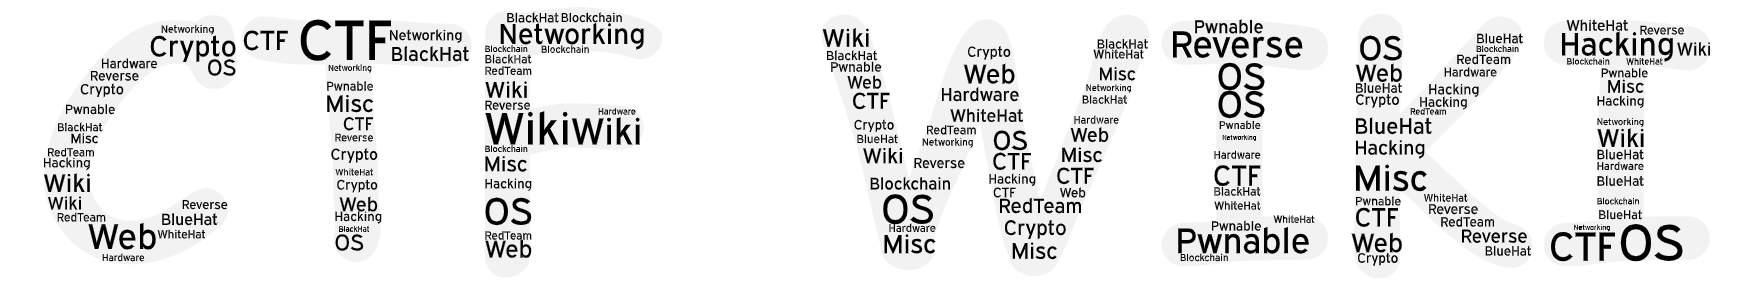 Networking
Crypto
OS
Hardware
Reverse
Crypto
Pwnable
BlackHat
Misc
RedTeam
Hacking
Wiki
Wiki
RedTeam
Reverse
BlueHat
WhiteHat
Web
Hardware
CTF CTF Networking
BlackHat
Networking
Pwnable
Misc
CTF
Reverse
Crypto
WhiteHat
Crypto
Web
Hacking
BlackHat
OS
BlackHat Blockchain
Networking
Blockchain Blockchain
BlackHat
RedTeam
Wiki
Reverse
Hardware
Wiki Wiki
Blockchain
Misc
Hacking
OS
RedTeam
Web
Wiki
BlackHat
Pwnable
Web
CTF
Crypto
BlueHat
Wiki
Blockchain
OS
Hardware
Misc
Crypto
Web
Hardware
WhiteHat
RedTeam
Networking
Reverse
OS
CTF
Hacking
CTF
RedTeam
Crypto
Misc
BlackHat
WhiteHat
Misc
Networking
BlackHat
Hardware
Web
Misc
CTF
Web
Pwnable
Reverse
OS
OS
Pwnable
Networking
Hardware
CTF
BlackHat
WhiteHat
WhiteHat
Pwnable
Pwnable
Blockchain
OS
Web
BlueHat
Crypto
BlueHat
Blockchain
RedTeam
Hardware
Hacking
Hacking
RedTeam
BlueHat
Hacking
Misc
Pwnable
CTF
Web
Crypto
WhiteHat
Reverse
RedTeam
Reverse
BlueHat
WhiteHat Reverse
Hacking Wiki
Blockchain WhiteHat
Pwnable
Misc
Hacking
Networking
Wiki
BlueHat
Hardware
BlueHat
Blockchain
BlueHat
Networking
CTF OS